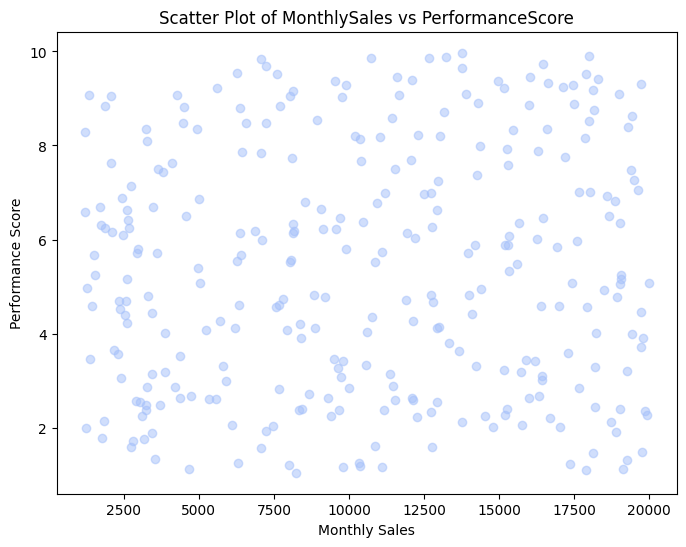 Scatter Plot of MonthlySales vs PerformanceScore
10
8
6
4
2
Performance Score
2500 5000 7500 10000 12500 15000 17500 20000
Monthly Sales